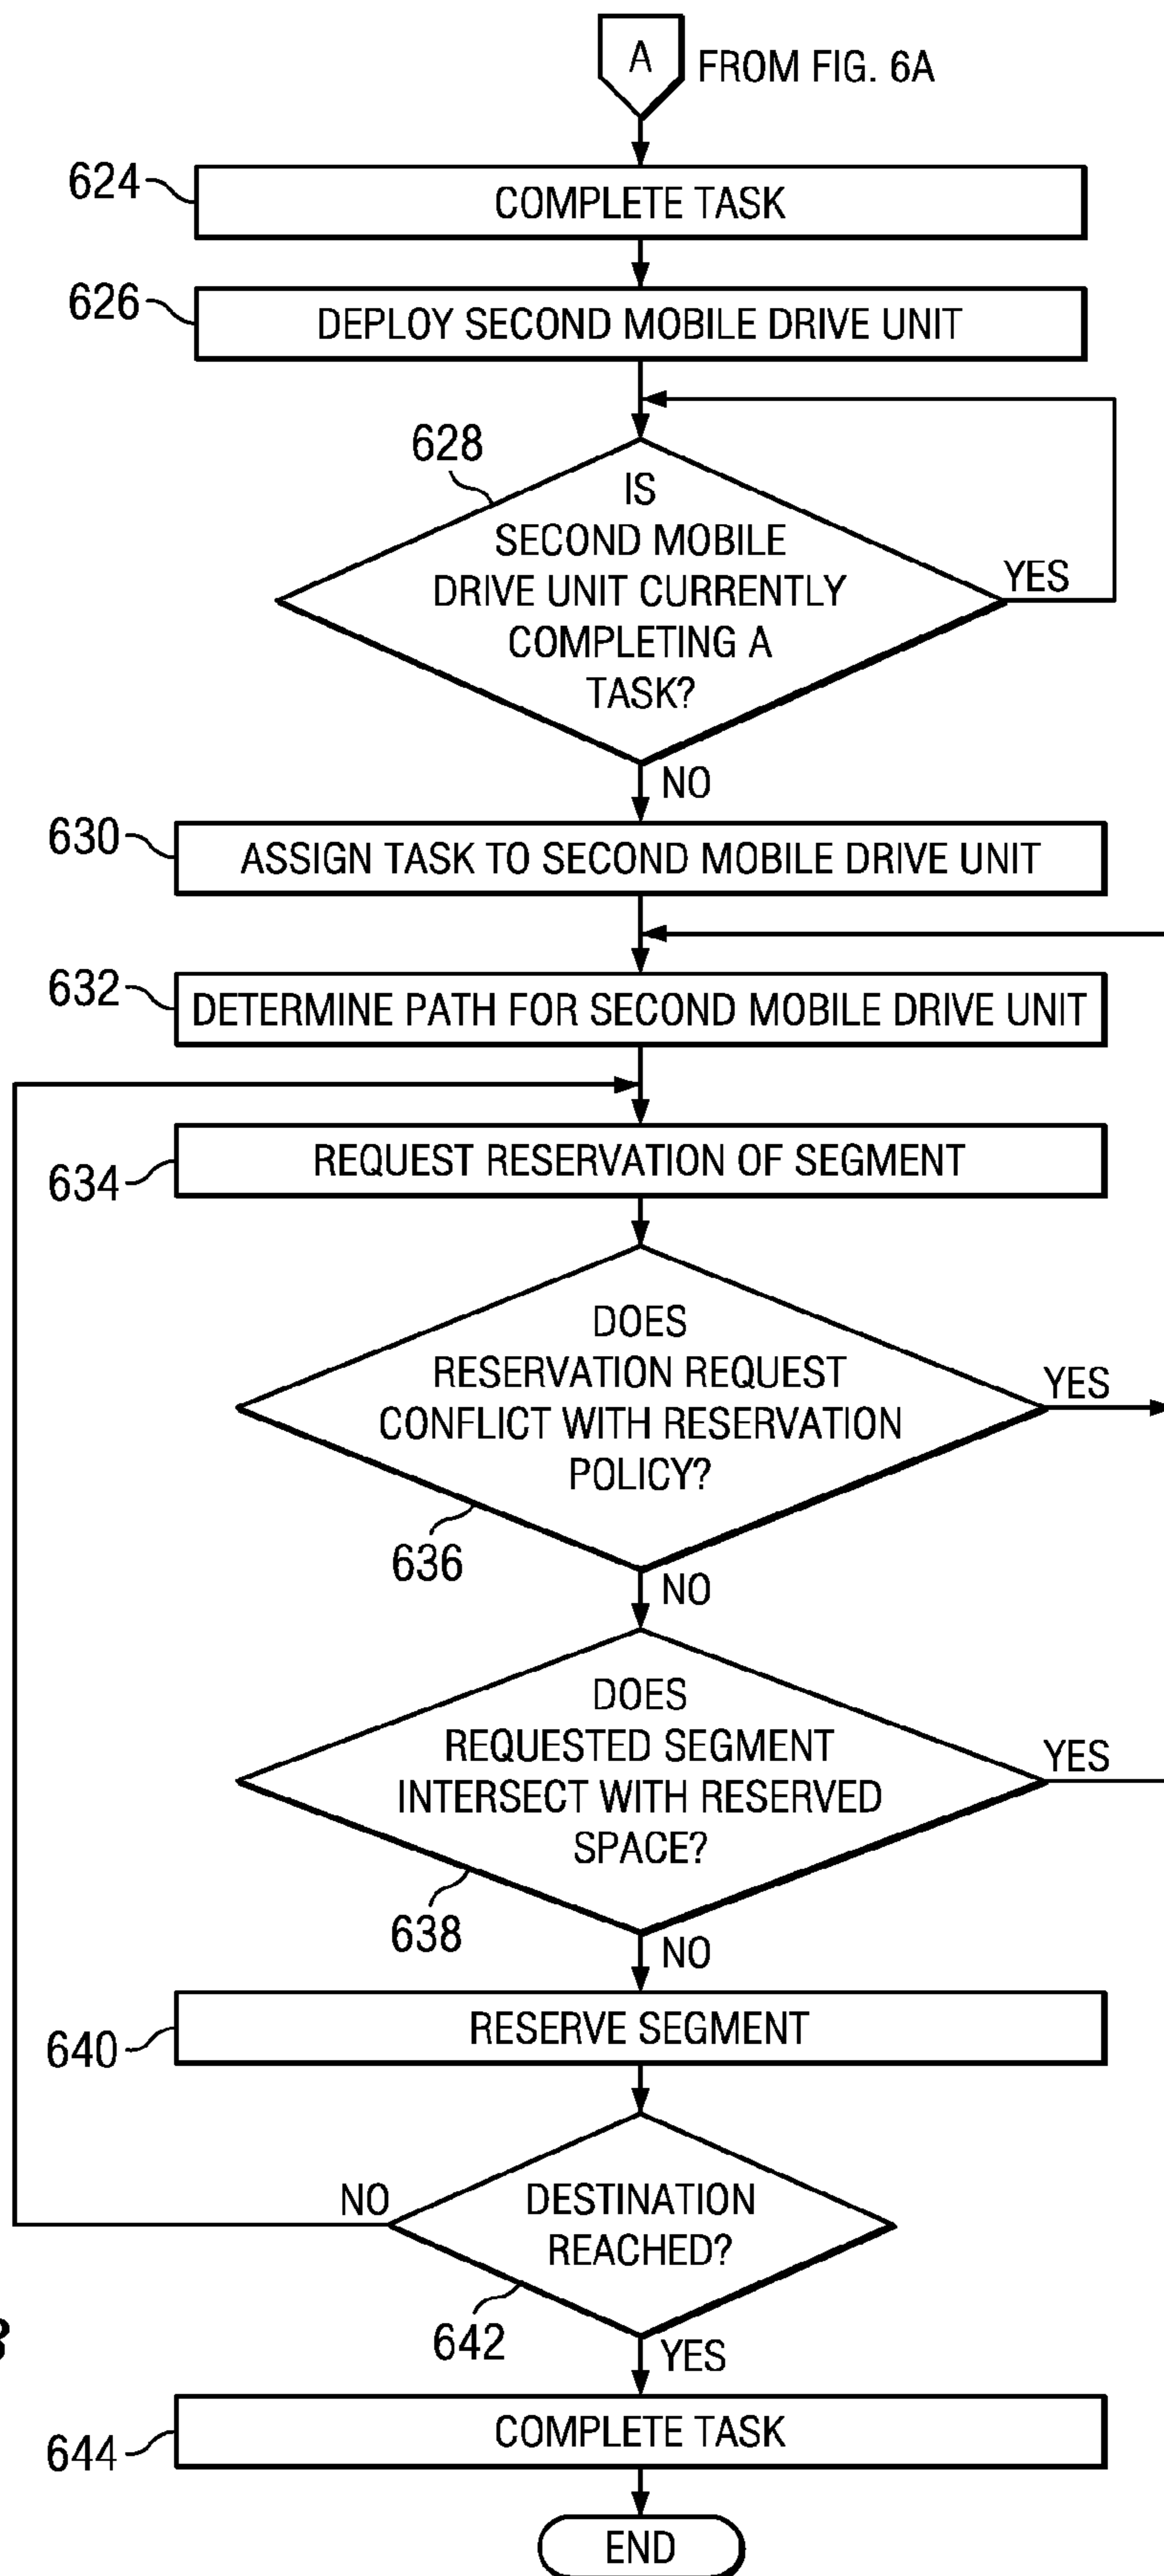 A
FROM FIG. 6A
624
COMPLETE TASK
626
DEPLOY SECOND MOBILE DRIVE UNIT
628
IS
SECOND MOBILE
DRIVE UNIT CURRENTLY
COMPLETING A
TASK?
YES
NO
630
ASSIGN TASK TO SECOND MOBILE DRIVE UNIT
632
DETERMINE PATH FOR SECOND MOBILE DRIVE UNIT
634
REQUEST RESERVATION OF SEGMENT
DOES
RESERVATION REQUEST
CONFLICT WITH RESERVATION
POLICY?
YES
636
NO
DOES
REQUESTED SEGMENT
INTERSECT WITH RESERVED
SPACE?
YES
638
NO
640
RESERVE SEGMENT
NO
DESTINATION
REACHED?
642
YES
644
COMPLETE TASK
END